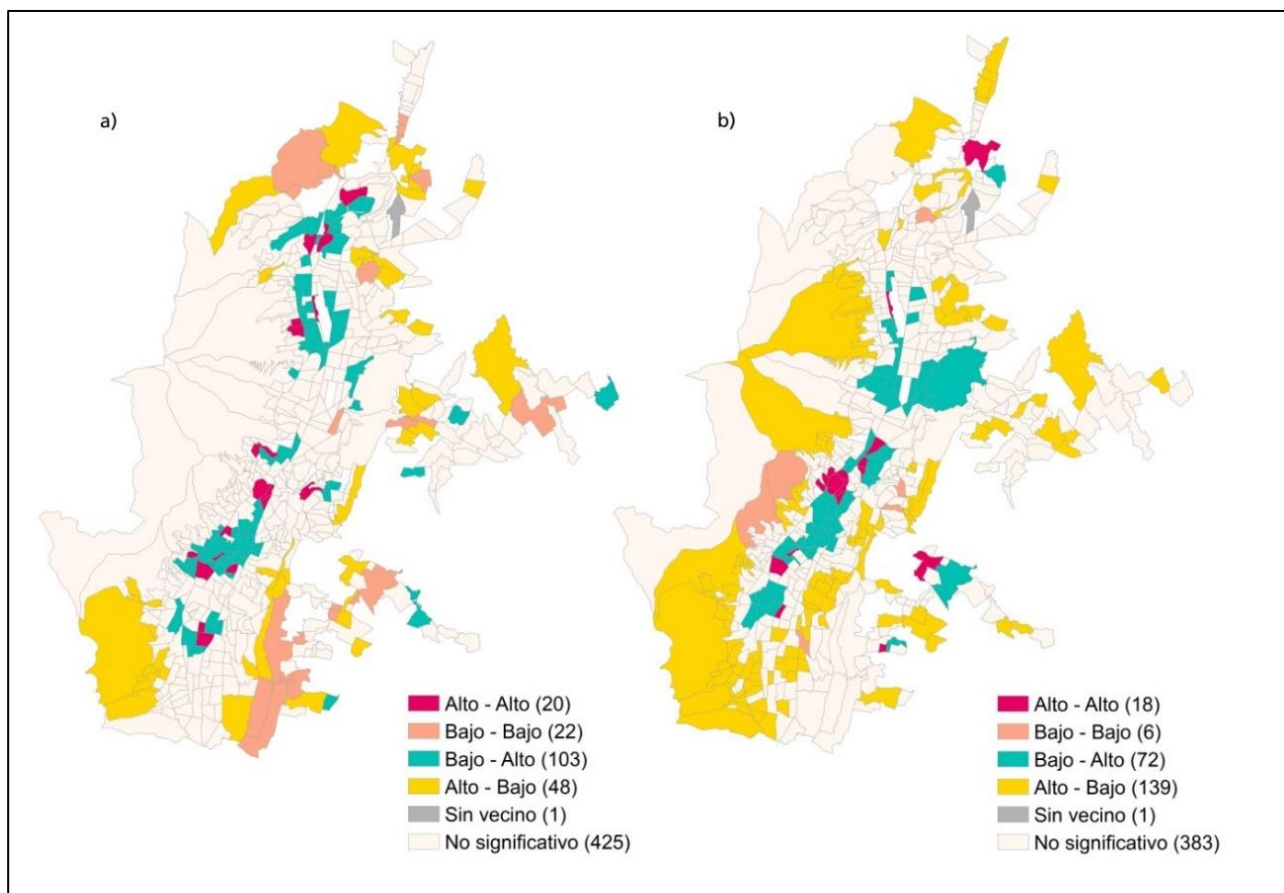 a)
Alto - Alto (20)
Bajo - Bajo (22)
Bajo - Alto (103)
Alto - Bajo (48)
Sin vecino (1)
No significativo (425)
b)
Alto - Alto (18)
Bajo - Bajo (6)
Bajo - Alto (72)
Alto - Bajo (139)
Sin vecino (1)
No significativo (383)